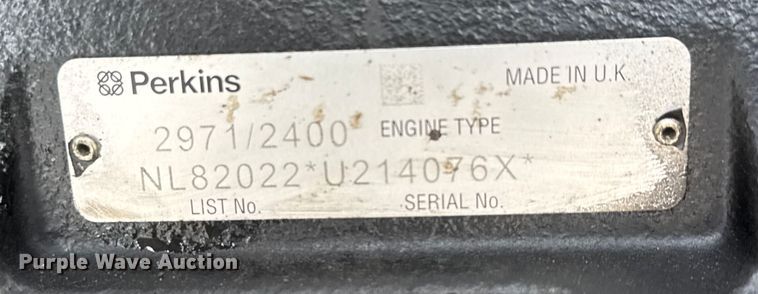 Perkins MADE IN U.K.
2971/2400 ENGINE TYPE
NL82022*U214076X*
LIST No. SERIAL No.
Purple Wave Auction